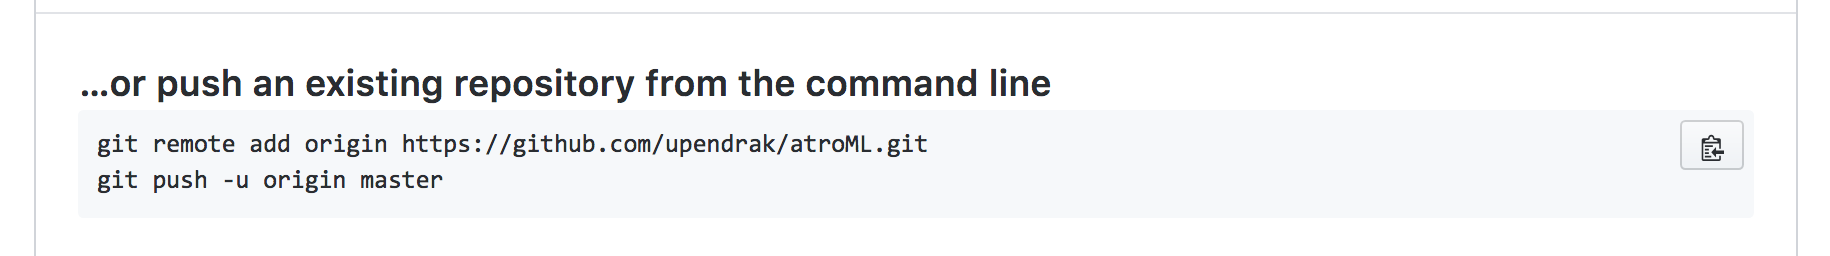 ...or push an existing repository from the command line
git remote add origin https://github.com/upendrak/atroML.git
git push -u origin master